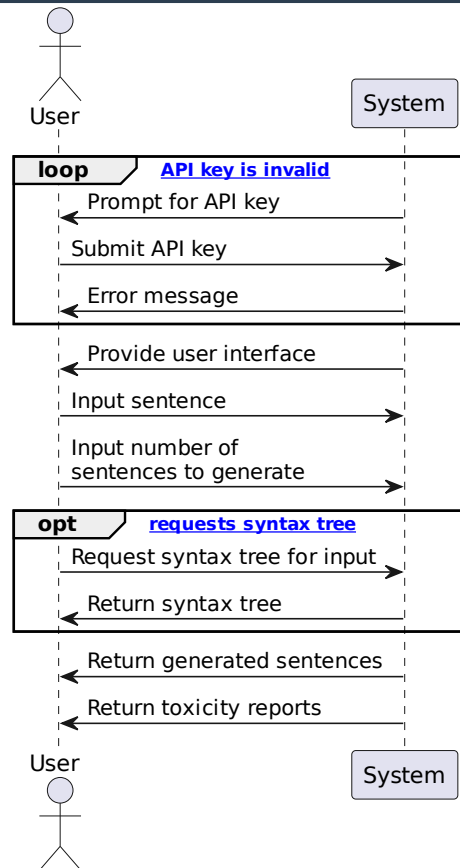 User
System
loop API key is invalid
Prompt for API key
Submit API key
Error message
Provide user interface
Input sentence
Input number of
sentences to generate
opt requests syntax tree
Request syntax tree for input
Return syntax tree
Return generated sentences
Return toxicity reports
User
System